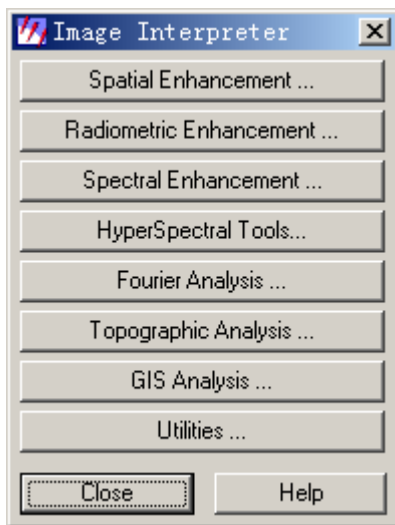 Image Interpreter
Spatial Enhancement ...
Radiometric Enhancement ...
Spectral Enhancement ...
HyperSpectral Tools...
Fourier Analysis ...
Topographic Analysis ...
GIS Analysis ...
Utilities ...
Close Help